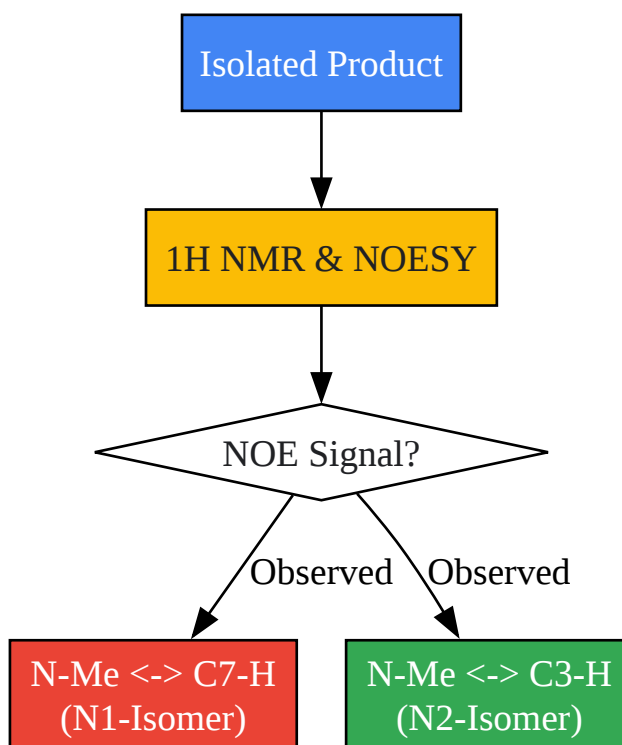 Isolated Product
1H NMR & NOESY
NOE Signal?
Observed
Observed
N-Me <-> C7-H
(N1-Isomer)
N-Me <-> C3-H
(N2-Isomer)